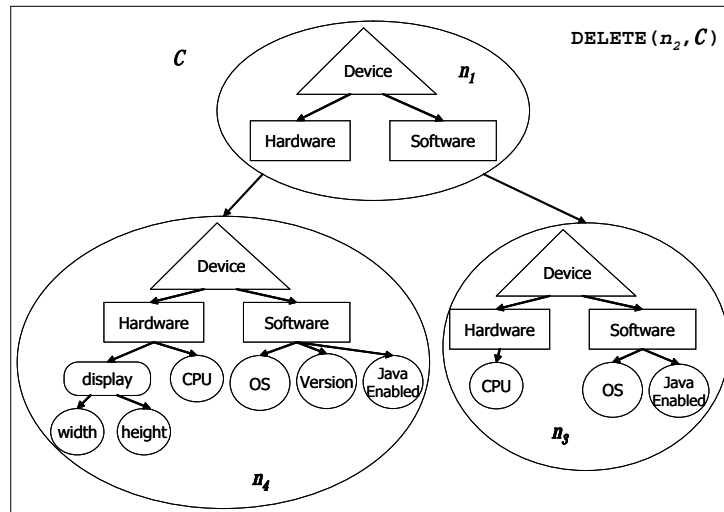 DELETE(n2, C)
C
Device
n1
Hardware
Software
Device
Hardware
Software
display
CPU
OS
Version
Java
Enabled
width
height
n4
Device
Hardware
Software
CPU
OS
Java
Enabled
n3